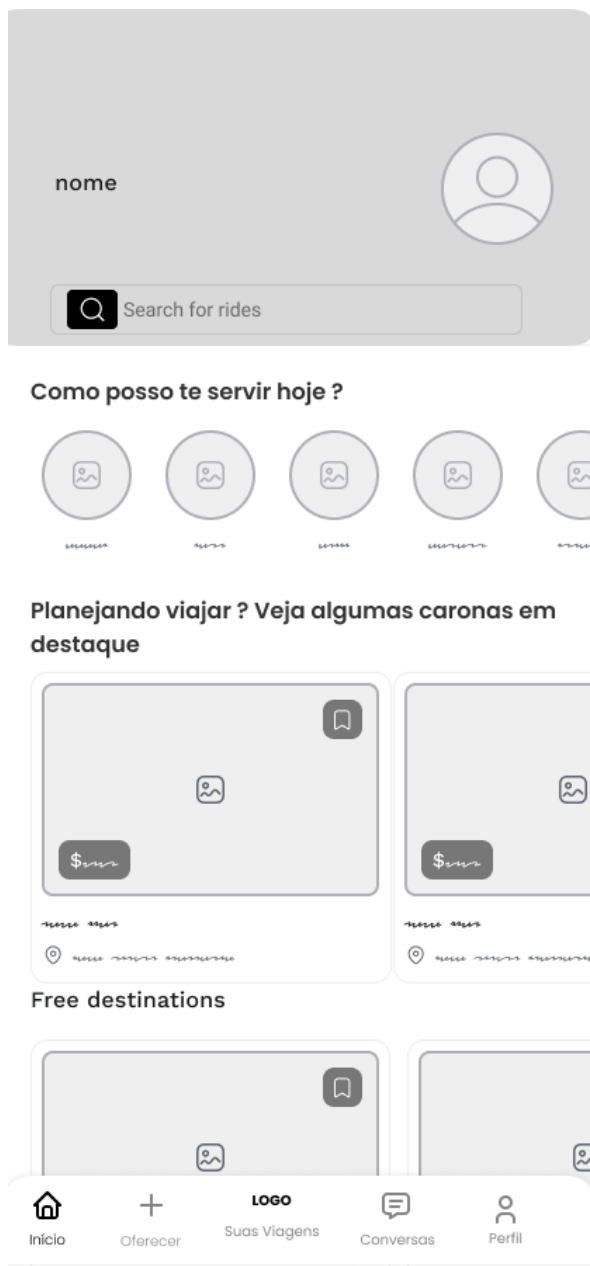 nome
Search for rides
Como posso te servir hoje ?
Planejando viajar ? Veja algumas caronas em
destaque
$
$
Free destinations
LOGO
Início
Oferecer
Suas Viagens
Conversas
Perfil